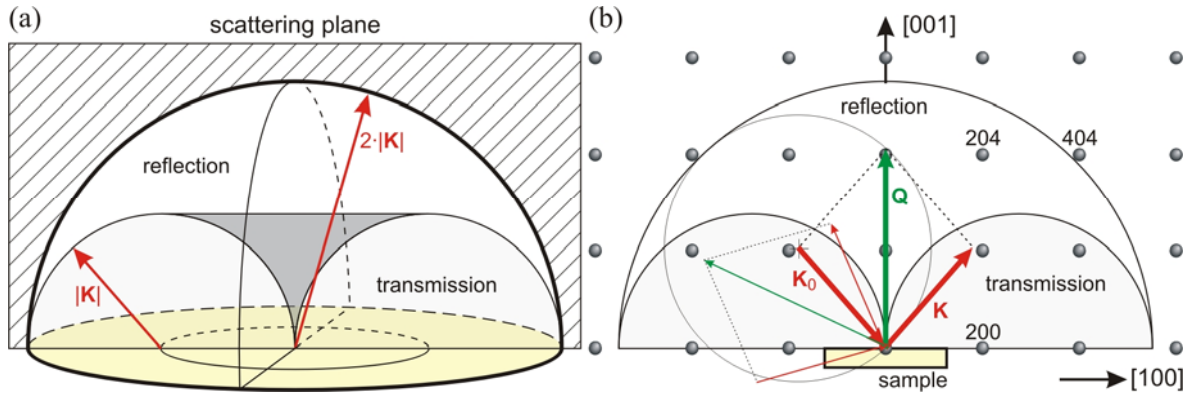 (a)
scattering plane
reflection
2·|K|
|K|
transmission
(b)
[001]
reflection
204
404
Q
K₀
K
transmission
200
sample
[100]